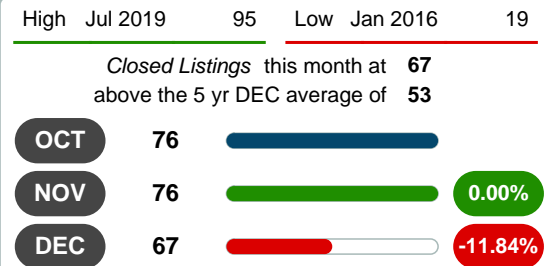 High Jul 2019 95 Low Jan 2016 19
Closed Listings this month at 67
above the 5 yr DEC average of 53
OCT 76
NOV 76 0.00%
DEC 67 -11.84%